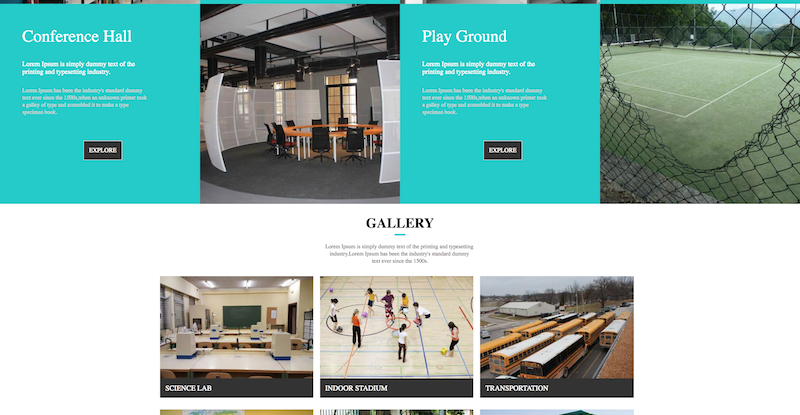 Conference Hall
Lorem Ipsum is simply dummy text of the
printing and typesetting industry.
Lorem Ipsum has been the industry's standard dummy
text ever since the 1500s,when an unknown printer took
a galley of type and scrambled it to make a type
specimen book.
EXPLORE
Play Ground
Lorem Ipsum is simply dummy text of the
printing and typesetting industry.
Lorem Ipsum has been the industry's standard dummy
text ever since the 1500s,when an unknown printer took
a galley of type and scrambled it to make a type
specimen book.
EXPLORE
GALLERY
Lorem Ipsum is simply dummy text of the printing and typesetting
industry.Lorem Ipsum has been the industry's standard dummy
text ever since the 1500s.
SCIENCE LAB
INDOOR STADIUM
TRANSPORTATION